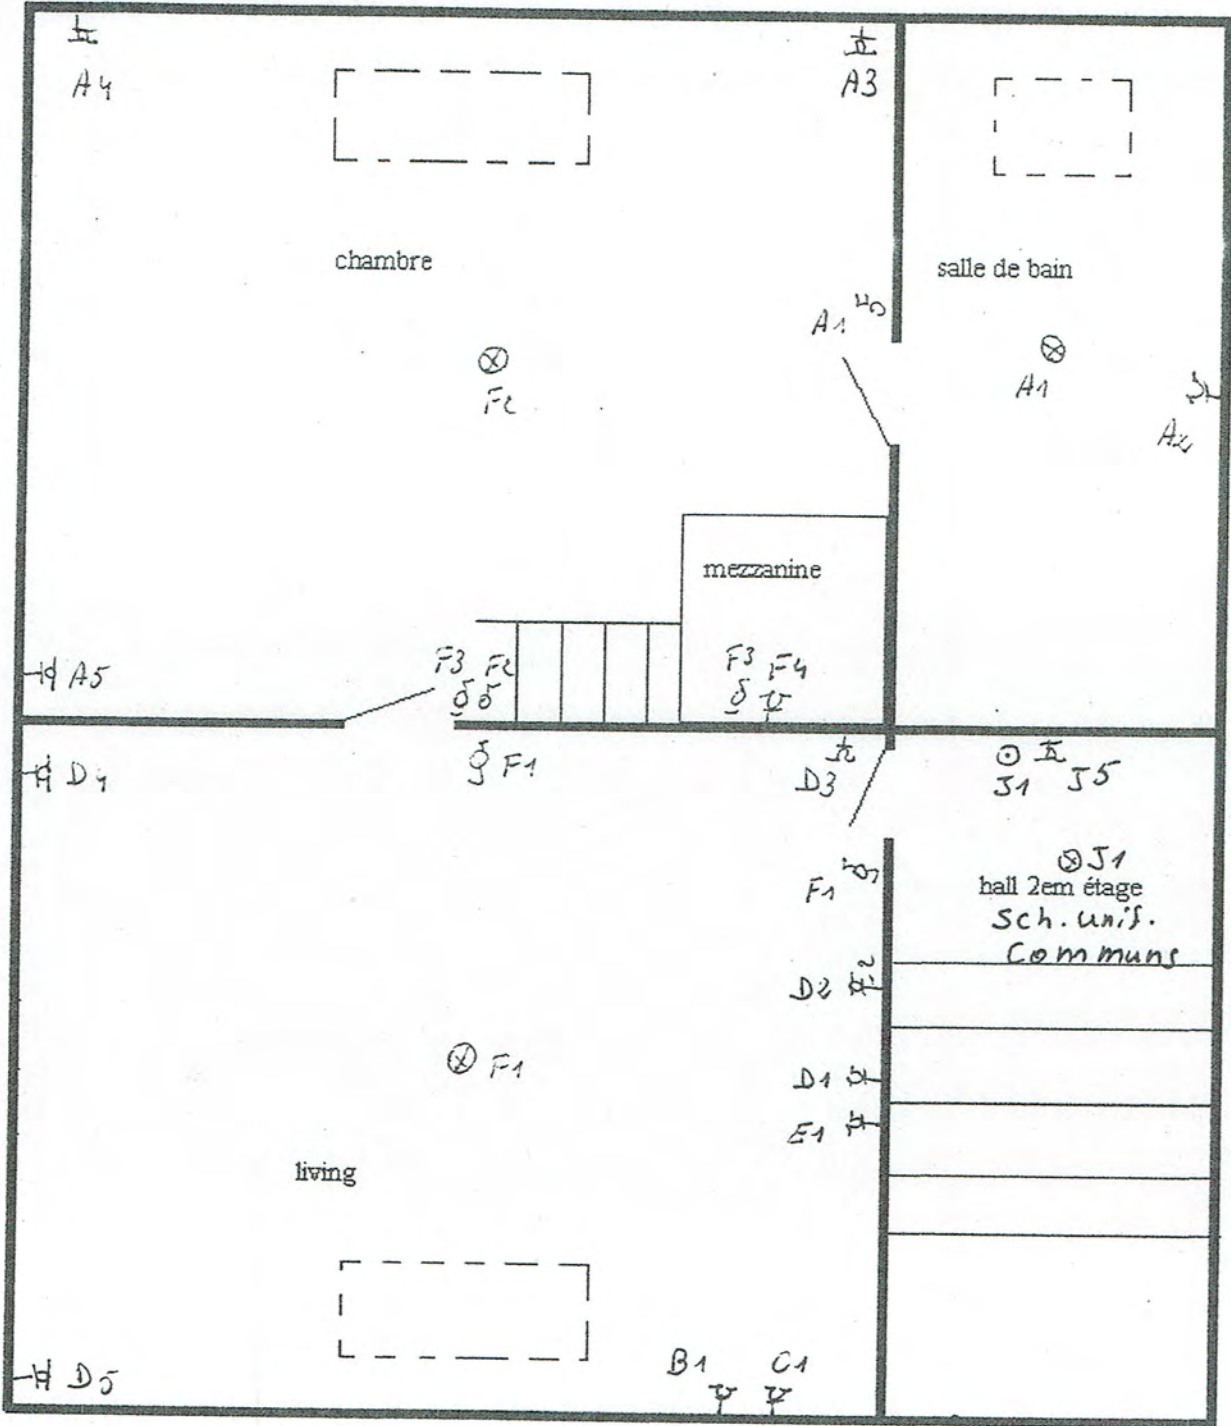 A4
A3
chambre
salle de bain
A1
A1
F2
A2
mezzanine
A5
F3 F2
F3 F4
F1
D4
D3
J1 J5
J1
F1
hall 2em étage
Sch. unif.
Communs
D2
2
F1
D1
E1
living
B1 C1
D5